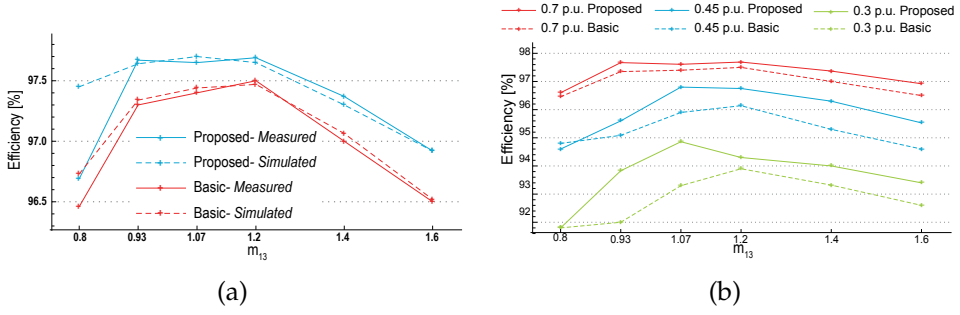 97.5
97.0
96.5
Efficiency [%]
Proposed- Measured
Proposed- Simulated
Basic- Measured
Basic- Simulated
0.8 0.93 1.07 1.2 1.4 1.6
m13
(a)
0.7 p.u. Proposed 0.45 p.u. Proposed 0.3 p.u. Proposed
0.7 p.u. Basic 0.45 p.u. Basic 0.3 p.u. Basic
98
97
96
95
94
93
92
Efficiency [%]
0.8 0.93 1.07 1.2 1.4 1.6
m13
(b)